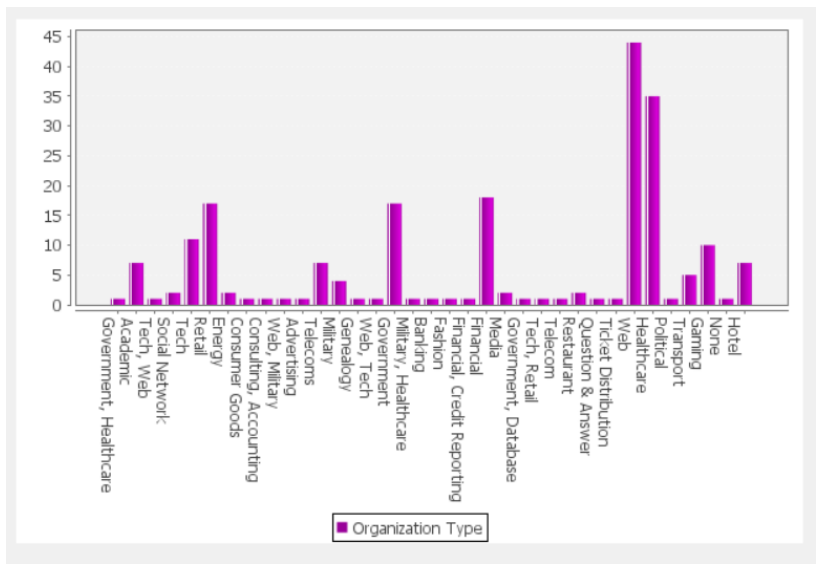 45
40
35
30
25
20
15
10
5
0
Government, Healthcare
Academic
Tech, Web
Social Network
Tech
Retail
Energy
Consumer Goods
Consulting, Accounting
Web, Military
Advertising
Telecoms
Military
Genealogy
Web, Tech
Government
Military, Healthcare
Banking
Fashion
Financial, Credit Reporting
Financial
Media
Government, Database
Tech, Retail
Telecom
Restaurant
Question & Answer
Ticket Distribution
Web
Healthcare
Political
Transport
Gaming
None
Hotel
Organization Type